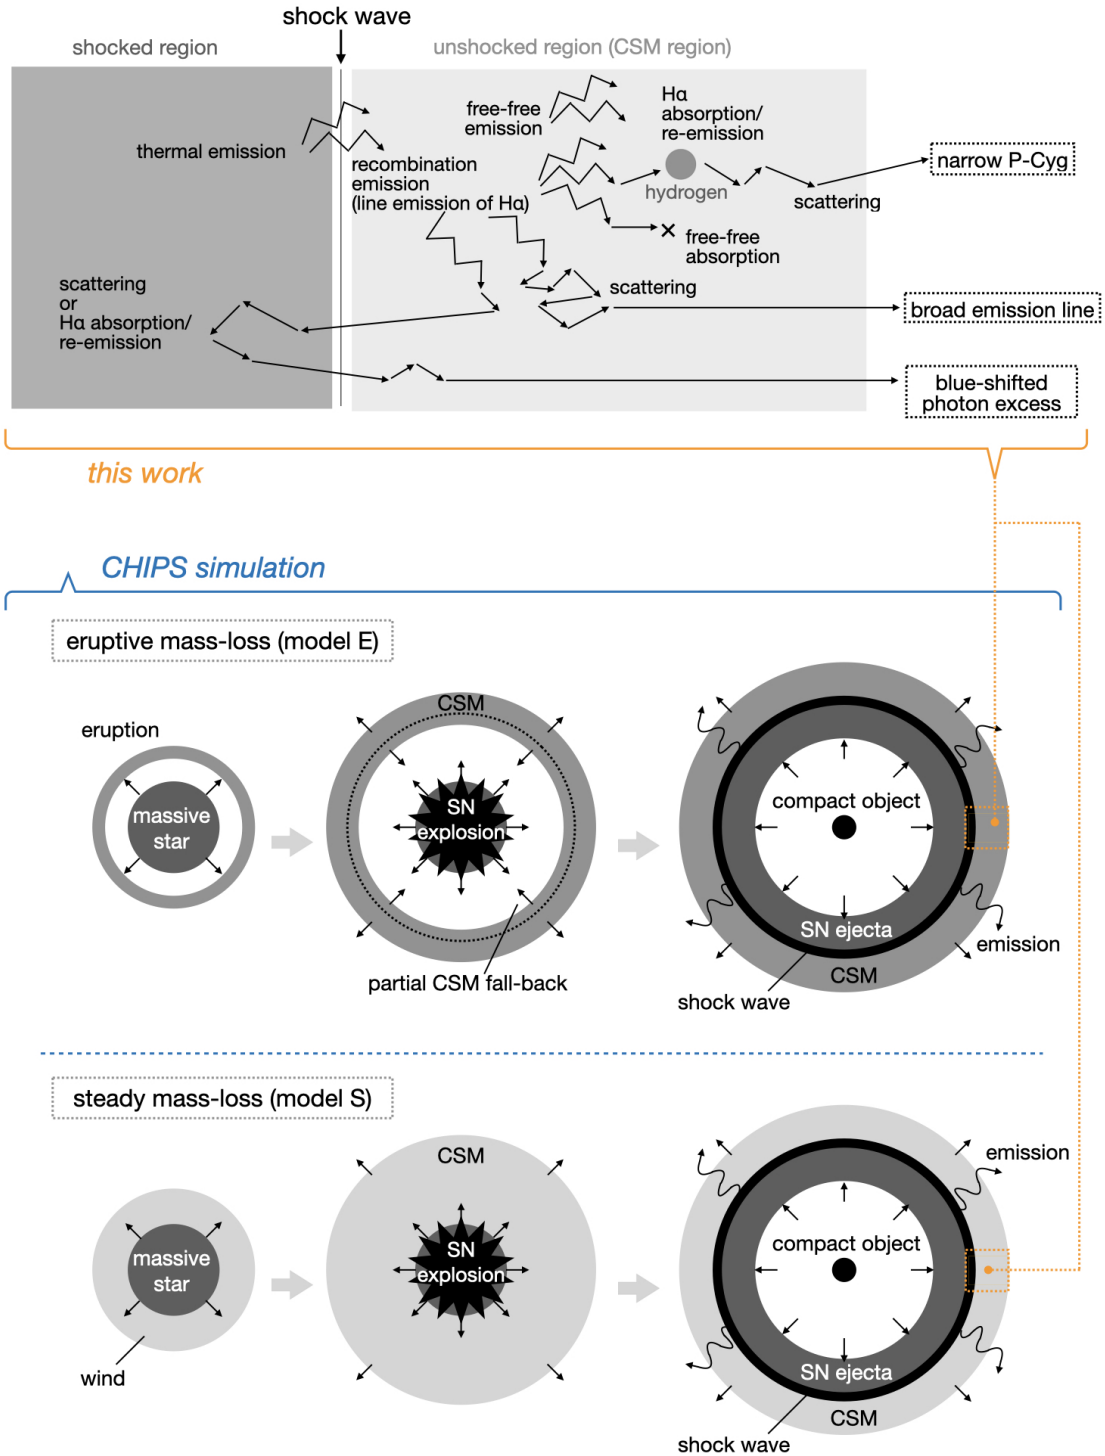 shock wave
shocked region
unshocked region (CSM region)
thermal emission
free-free
emission
Hα
absorption/
re-emission
recombination
emission
(line emission of Hα)
hydrogen
scattering
narrow P-Cyg
free-free
absorption
scattering
or
Hα absorption/
re-emission
scattering
broad emission line
blue-shifted
photon excess
this work
CHIPS simulation
eruptive mass-loss (model E)
eruption
massive
star
CSM
SN
explosion
partial CSM fall-back
compact object
SN ejecta
CSM
shock wave
emission
steady mass-loss (model S)
massive
star
wind
CSM
SN
explosion
emission
compact object
SN ejecta
CSM
shock wave